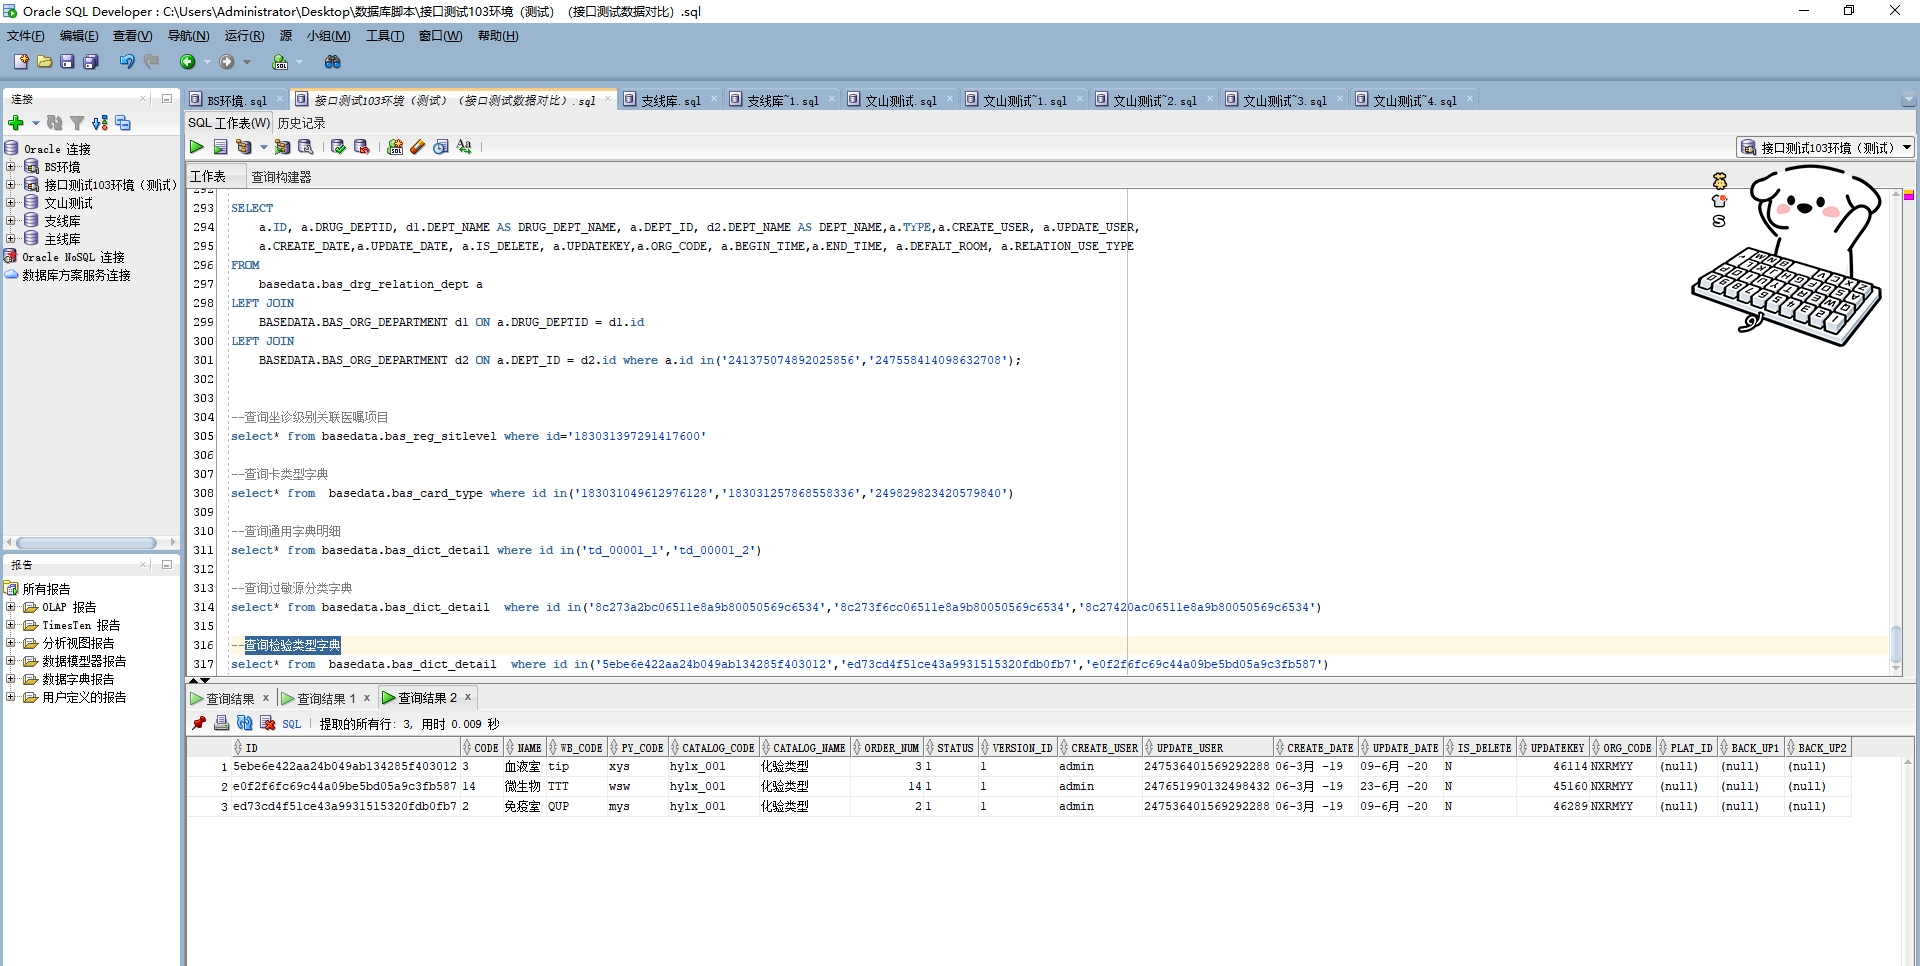 Oracle SQL Developer : C:\Users\Administrator\Desktop\数据库脚本\接口测试103环境（测试）（接口测试数据对比）.sql
文件(F) 编辑(E) 查看(V) 导航(N) 运行(R) 源 小组(M) 工具(T) 窗口(W) 帮助(H)
连接
Oracle 连接
BS环境
接口测试103环境（测试）
文山测试
支线库
主线库
Oracle NoSQL 连接
数据库方案服务连接
报告
所有报告
OLAP 报告
TimesTen 报告
分析视图报告
数据模型器报告
数据字典报告
用户定义的报告
BS环境.sql 接口测试103环境（测试）（接口测试数据对比）.sql 支线库.sql 支线库~1.sql 文山测试.sql 文山测试~1.sql 文山测试~2.sql 文山测试~3.sql 文山测试~4.sql
SQL 工作表(W) 历史记录
接口测试103环境（测试）
工作表 查询构建器
292
293 SELECT
294 a.ID, a.DRUG_DEPTID, d1.DEPT_NAME AS DRUG_DEPT_NAME, a.DEPT_ID, d2.DEPT_NAME AS DEPT_NAME,a.TYPE,a.CREATE_USER, a.UPDATE_USER,
295 a.CREATE_DATE,a.UPDATE_DATE, a.IS_DELETE, a.UPDATEKEY,a.ORG_CODE, a.BEGIN_TIME,a.END_TIME, a.DEFALT_ROOM, a.RELATION_USE_TYPE
296 FROM
297 basedata.bas_drg_relation_dept a
298 LEFT JOIN
299 BASEDATA.BAS_ORG_DEPARTMENT d1 ON a.DRUG_DEPTID = d1.id
300 LEFT JOIN
301 BASEDATA.BAS_ORG_DEPARTMENT d2 ON a.DEPT_ID = d2.id where a.id in('241375074892025856','247558414098632708');
302
303
304 --查询坐诊级别关联医嘱项目
305 select* from basedata.bas_reg_sitlevel where id='183031397291417600'
306
307 --查询卡类型字典
308 select* from basedata.bas_card_type where id in('183031049612976128','183031257868558336','249829823420579840')
309
310 --查询通用字典明细
311 select* from basedata.bas_dict_detail where id in('td_00001_1','td_00001_2')
312
313 --查询过敏源分类字典
314 select* from basedata.bas_dict_detail where id in('8c273a2bc06511e8a9b80050569c6534','8c273f6cc06511e8a9b80050569c6534','8c27420ac06511e8a9b80050569c6534')
315
316 --查询检验类型字典
317 select* from basedata.bas_dict_detail where id in('5ebe6e422aa24b049ab134285f403012','ed73cd4f51ce43a9931515320fdb0fb7','e0f2f6fc69c44a09be5bd05a9c3fb587')
查询结果 查询结果 1 查询结果 2
SQL 提取的所有行: 3, 用时 0.009 秒
ID CODE NAME WB_CODE PY_CODE CATALOG_CODE CATALOG_NAME ORDER_NUM STATUS VERSION_ID CREATE_USER UPDATE_USER CREATE_DATE UPDATE_DATE IS_DELETE UPDATEKEY ORG_CODE PLAT_ID BACK_UP1 BACK_UP2
1 5ebe6e422aa24b049ab134285f403012 3 血液室 tip xys hylx_001 化验类型 3 1 1 admin 247536401569292288 06-3月 -19 09-6月 -20 N 46114 NXRMYY (null) (null) (null)
2 e0f2f6fc69c44a09be5bd05a9c3fb587 14 微生物 TTT wsw hylx_001 化验类型 14 1 1 admin 247651990132498432 06-3月 -19 23-6月 -20 N 45160 NXRMYY (null) (null) (null)
3 ed73cd4f51ce43a9931515320fdb0fb7 2 免疫室 QUP mys hylx_001 化验类型 2 1 1 admin 247536401569292288 06-3月 -19 09-6月 -20 N 46289 NXRMYY (null) (null) (null)